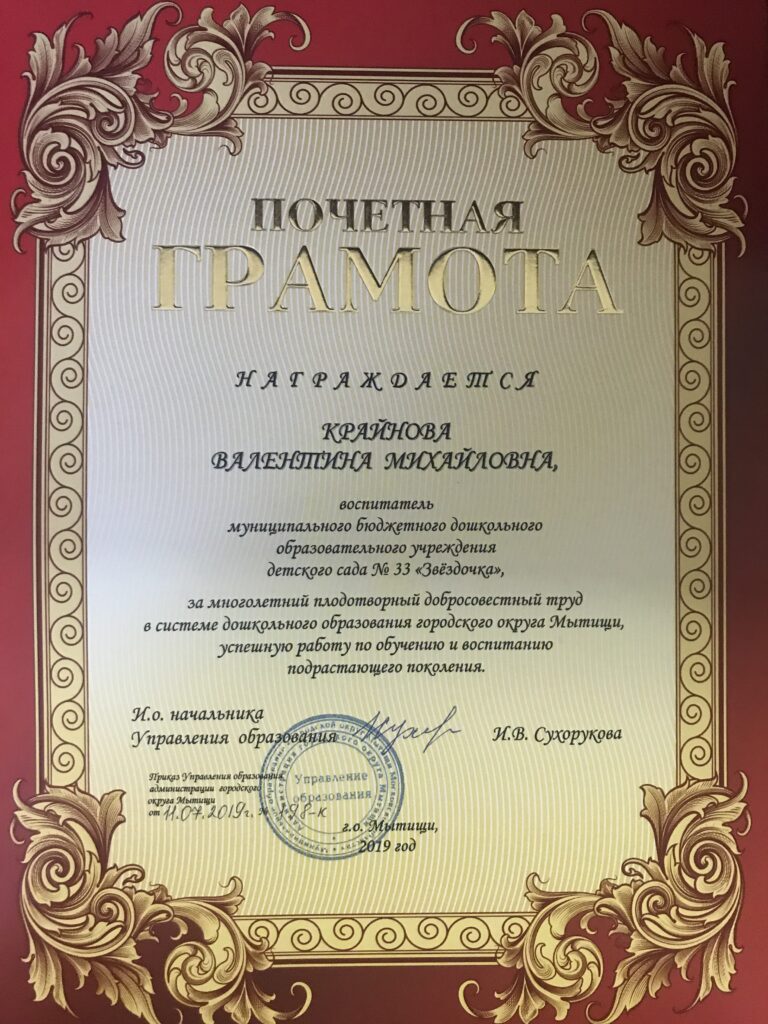 ПОЧЕТНАЯ
ГРАМОТА
НАГРАЖДАЕТСЯ
КРАЙНОВА
ВАЛЕНТИНА МИХАЙЛОВНА,
воспитатель
муниципального бюджетного дошкольного
образовательного учреждения
детского сада № 33 «Звёздочка»,
за многолетний плодотворный добросовестный труд
в системе дошкольного образования городского округа Мытищи,
успешную работу по обучению и воспитанию
подрастающего поколения.
И.о. начальника
Управления образования
И.В. Сухорукова
Управление
образования
Приказ Управления образования
администрации городского
округа Мытищи
от 11.07.2019г. №
г.о. Мытищи,
2019 год